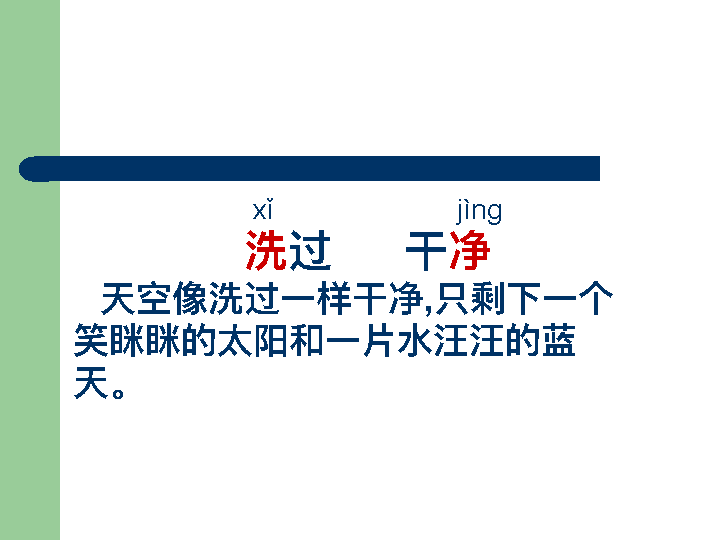 xǐ jìng
洗过 干净
天空像洗过一样干净,只剩下一个
笑眯眯的太阳和一片水汪汪的蓝
天。